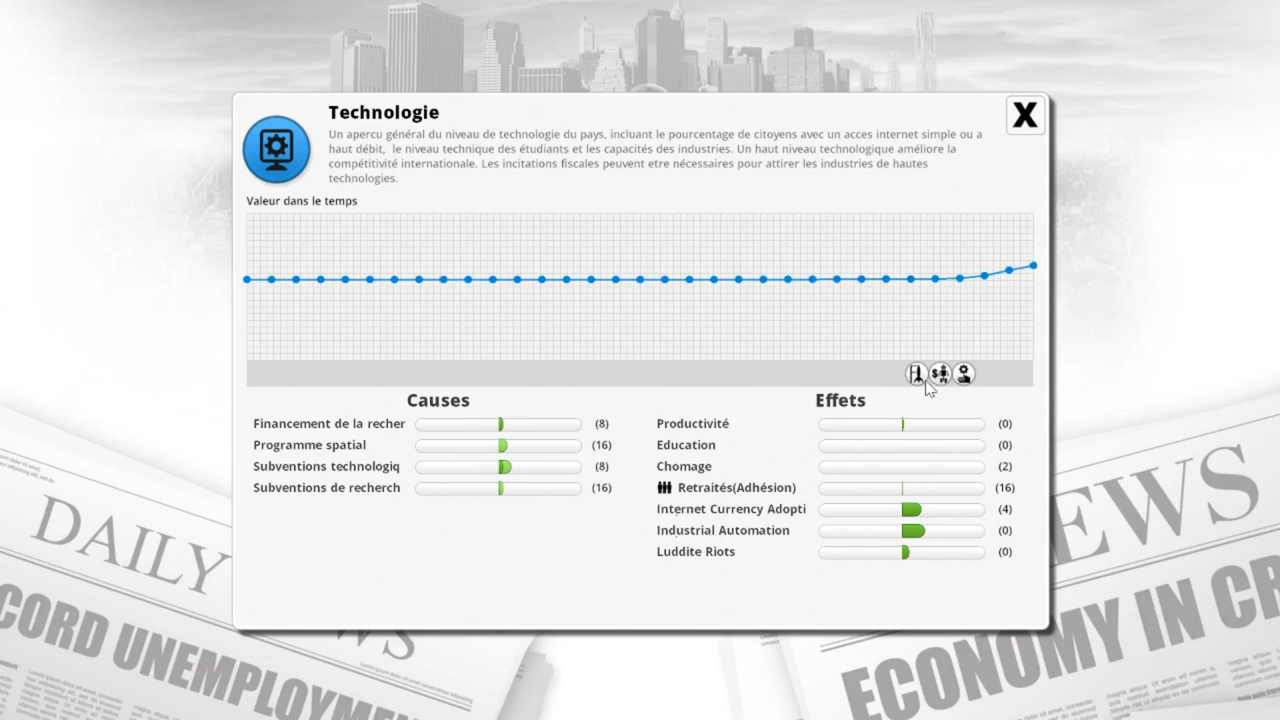 Technologie
X
Un apercu général du niveau de technologie du pays, incluant le pourcentage de citoyens avec un acces internet simple ou a
haut débit, le niveau technique des étudiants et les capacités des industries. Un haut niveau technologique améliore la
compétitivité internationale. Les incitations fiscales peuvent etre nécessaires pour attirer les industries de hautes
technologies.
Valeur dans le temps
Causes
Financement de la recher (8)
Programme spatial (16)
Subventions technologiq (8)
Subventions de recherch (16)
Effets
Productivité (0)
Education (0)
Chomage (2)
Retraités(Adhésion) (16)
Internet Currency Adopti (4)
Industrial Automation (0)
Luddite Riots (0)
DAILY
WS
CORD UNEMPLOYME
EWS
ECONOMY IN CR